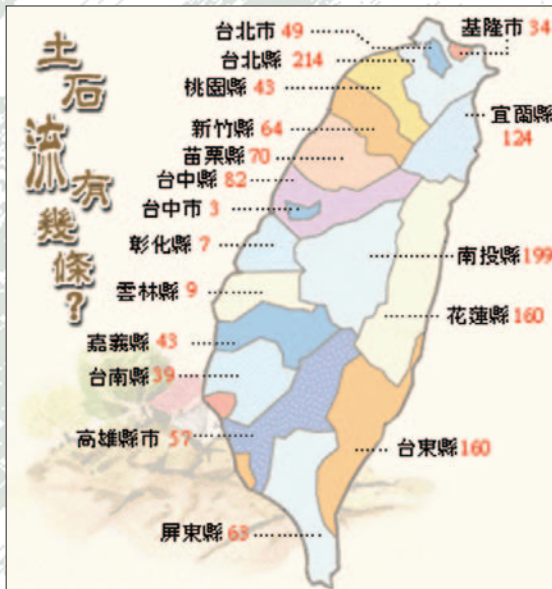 土石流有幾條？
台北市 49
基隆市 34
台北縣 214
桃園縣 43
宜蘭縣 124
新竹縣 64
苗栗縣 70
台中縣 82
台中市 3
彰化縣 7
南投縣 199
雲林縣 9
花蓮縣 160
嘉義縣 43
台南縣 39
高雄縣市 57
台東縣 160
屏東縣 63